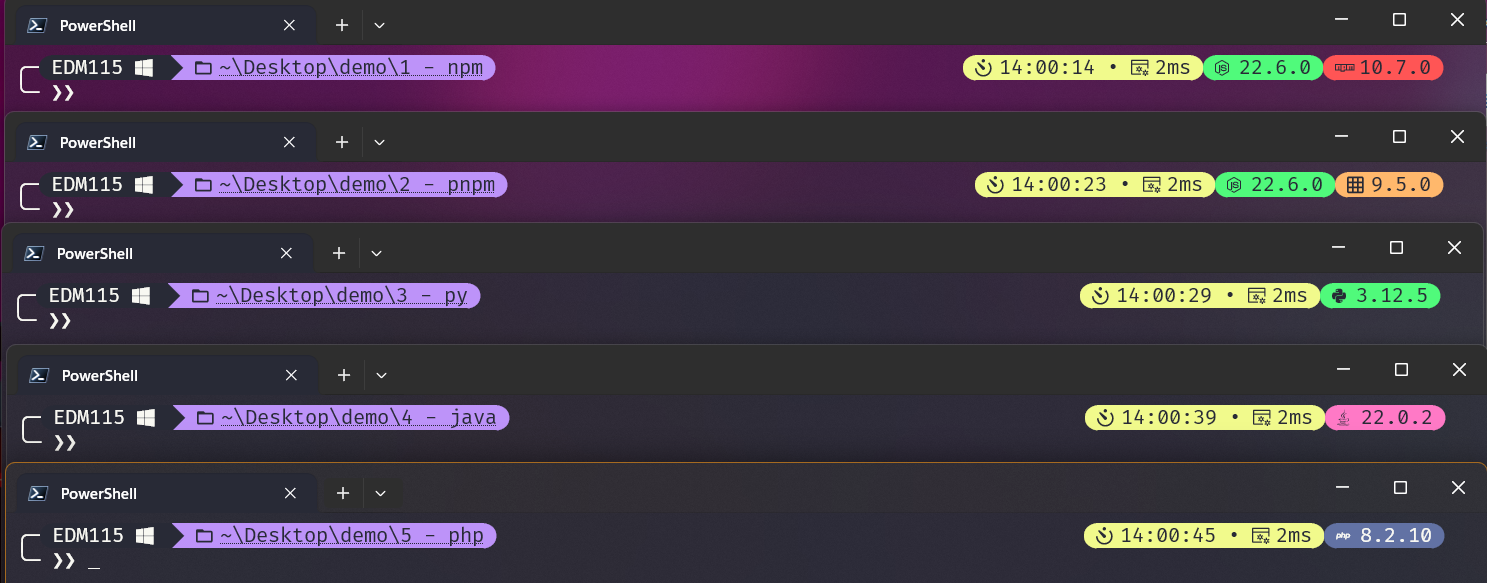 PowerShell
EDM115 ~\Desktop\demo\1 - npm 14:00:14 • 2ms 22.6.0 npm 10.7.0
❯❯
PowerShell
EDM115 ~\Desktop\demo\2 - pnpm 14:00:23 • 2ms 22.6.0 9.5.0
❯❯
PowerShell
EDM115 ~\Desktop\demo\3 - py 14:00:29 • 2ms 3.12.5
❯❯
PowerShell
EDM115 ~\Desktop\demo\4 - java 14:00:39 • 2ms 22.0.2
❯❯
PowerShell
EDM115 ~\Desktop\demo\5 - php 14:00:45 • 2ms php 8.2.10
❯❯ _